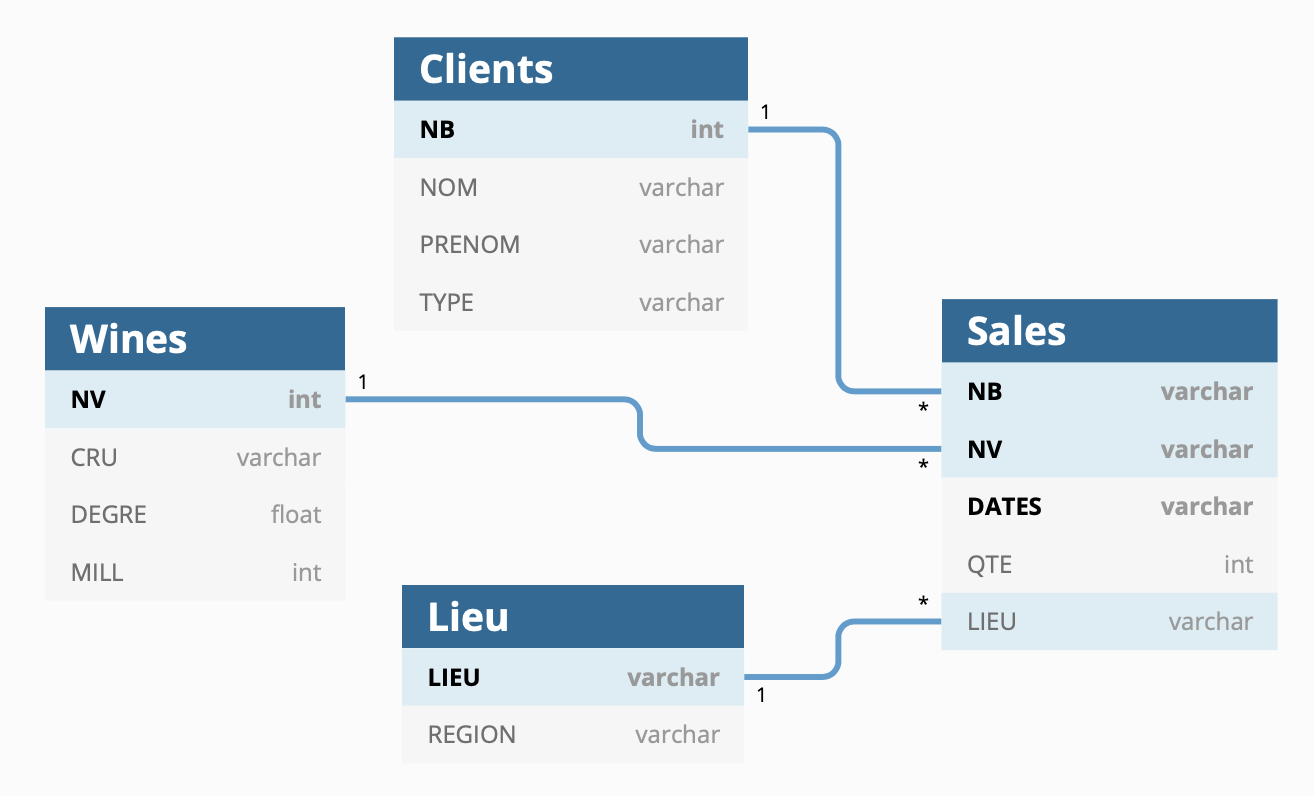 Clients
NB int
NOM varchar
PRENOM varchar
TYPE varchar
1
Wines
NV int
CRU varchar
DEGRE float
MILL int
1
Sales
NB varchar
NV varchar
DATES varchar
QTE int
LIEU varchar
*
*
*
Lieu
LIEU varchar
REGION varchar
1